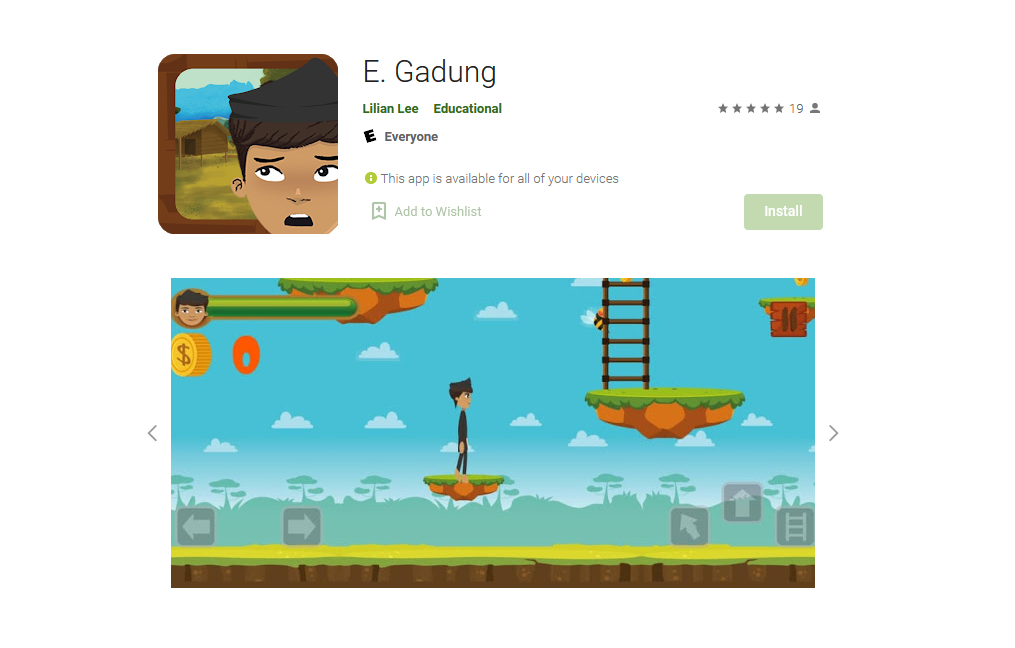 E. Gadung
Lilian Lee Educational
19
E Everyone
This app is available for all of your devices
Add to Wishlist
Install
$
0